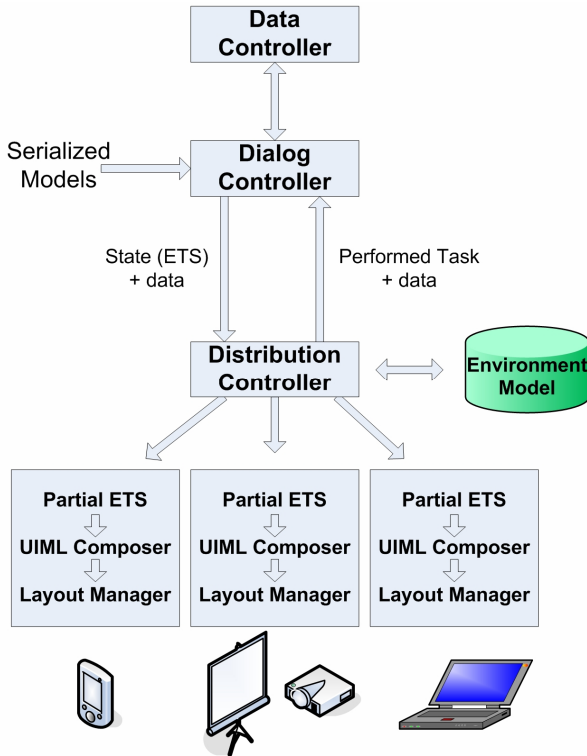 Data
Controller
Serialized
Models
Dialog
Controller
State (ETS)
+ data
Performed Task
+ data
Distribution
Controller
Environment
Model
Partial ETS
UIML Composer
Layout Manager
Partial ETS
UIML Composer
Layout Manager
Partial ETS
UIML Composer
Layout Manager